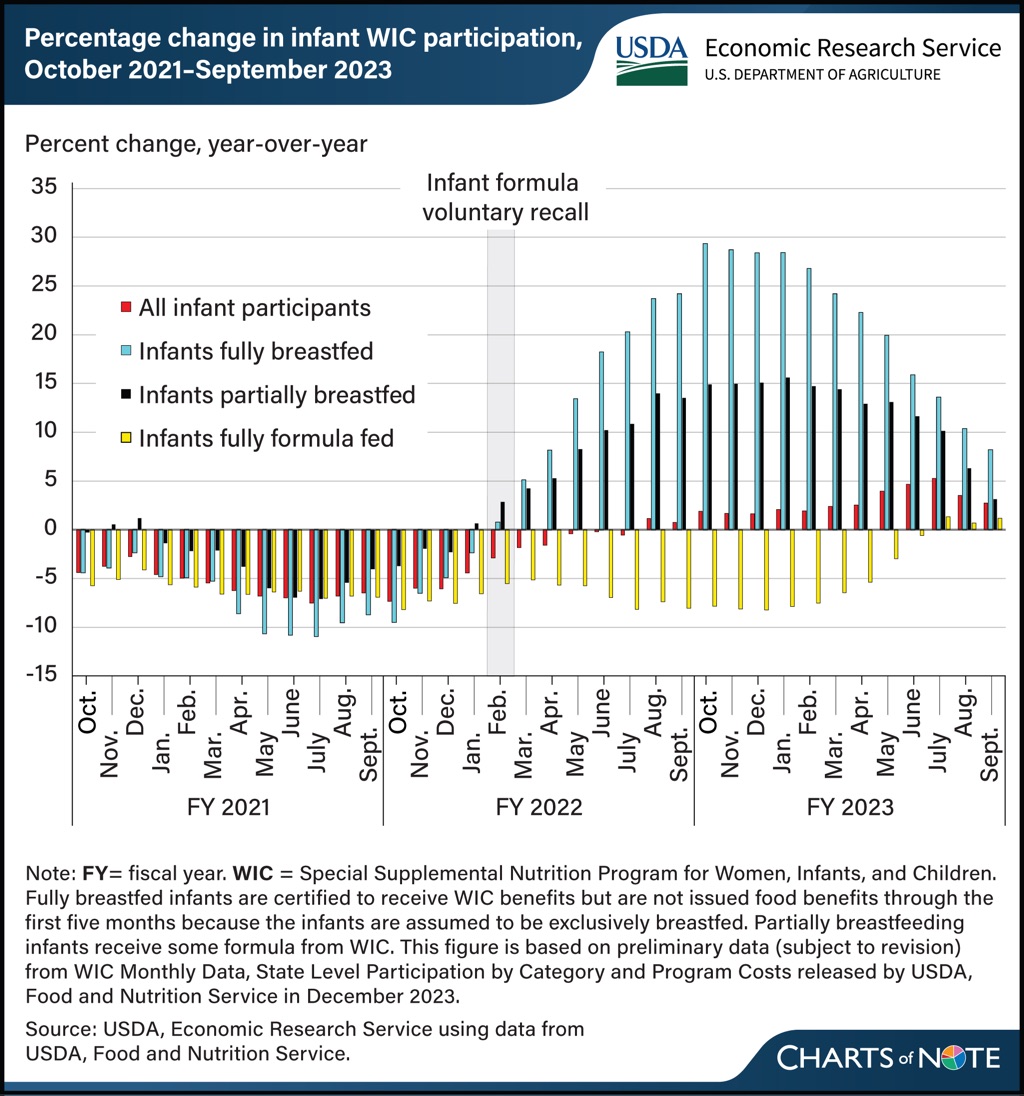 Percentage change in infant WIC participation,
October 2021–September 2023
USDA
Economic Research Service
U.S. DEPARTMENT OF AGRICULTURE
Percent change, year-over-year
Infant formula
voluntary recall
35
30
25
20
15
10
5
0
-5
-10
-15
All infant participants
Infants fully breastfed
Infants partially breastfed
Infants fully formula fed
Oct. Nov. Dec. Jan. Feb. Mar. Apr. May June July Aug. Sept. Oct. Nov. Dec. Jan. Feb. Mar. Apr. May June July Aug. Sept. Oct. Nov. Dec. Jan. Feb. Mar. Apr. May June July Aug. Sept.
FY 2021 FY 2022 FY 2023
Note: FY= fiscal year. WIC = Special Supplemental Nutrition Program for Women, Infants, and Children.
Fully breastfed infants are certified to receive WIC benefits but are not issued food benefits through the
first five months because the infants are assumed to be exclusively breastfed. Partially breastfeeding
infants receive some formula from WIC. This figure is based on preliminary data (subject to revision)
from WIC Monthly Data, State Level Participation by Category and Program Costs released by USDA,
Food and Nutrition Service in December 2023.
Source: USDA, Economic Research Service using data from
USDA, Food and Nutrition Service.
CHARTS of NOTE